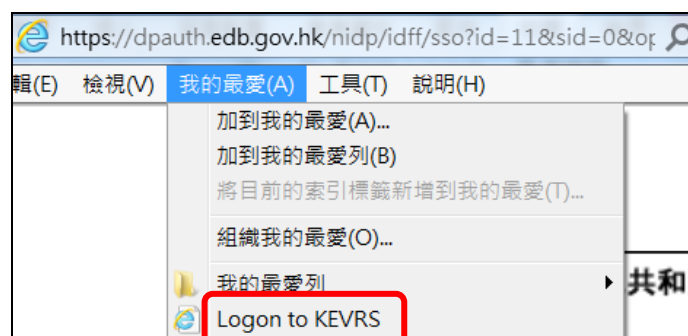 https://dpauth.edb.gov.hk/nidp/idff/sso?id=11&sid=0&op
輯(E) 檢視(V) 我的最愛(A) 工具(T) 說明(H)
加到我的最愛(A)...
加到我的最愛列(B)
將目前的索引標籤新增到我的最愛(T)...
組織我的最愛(O)...
我的最愛列
共和
Logon to KEVRS